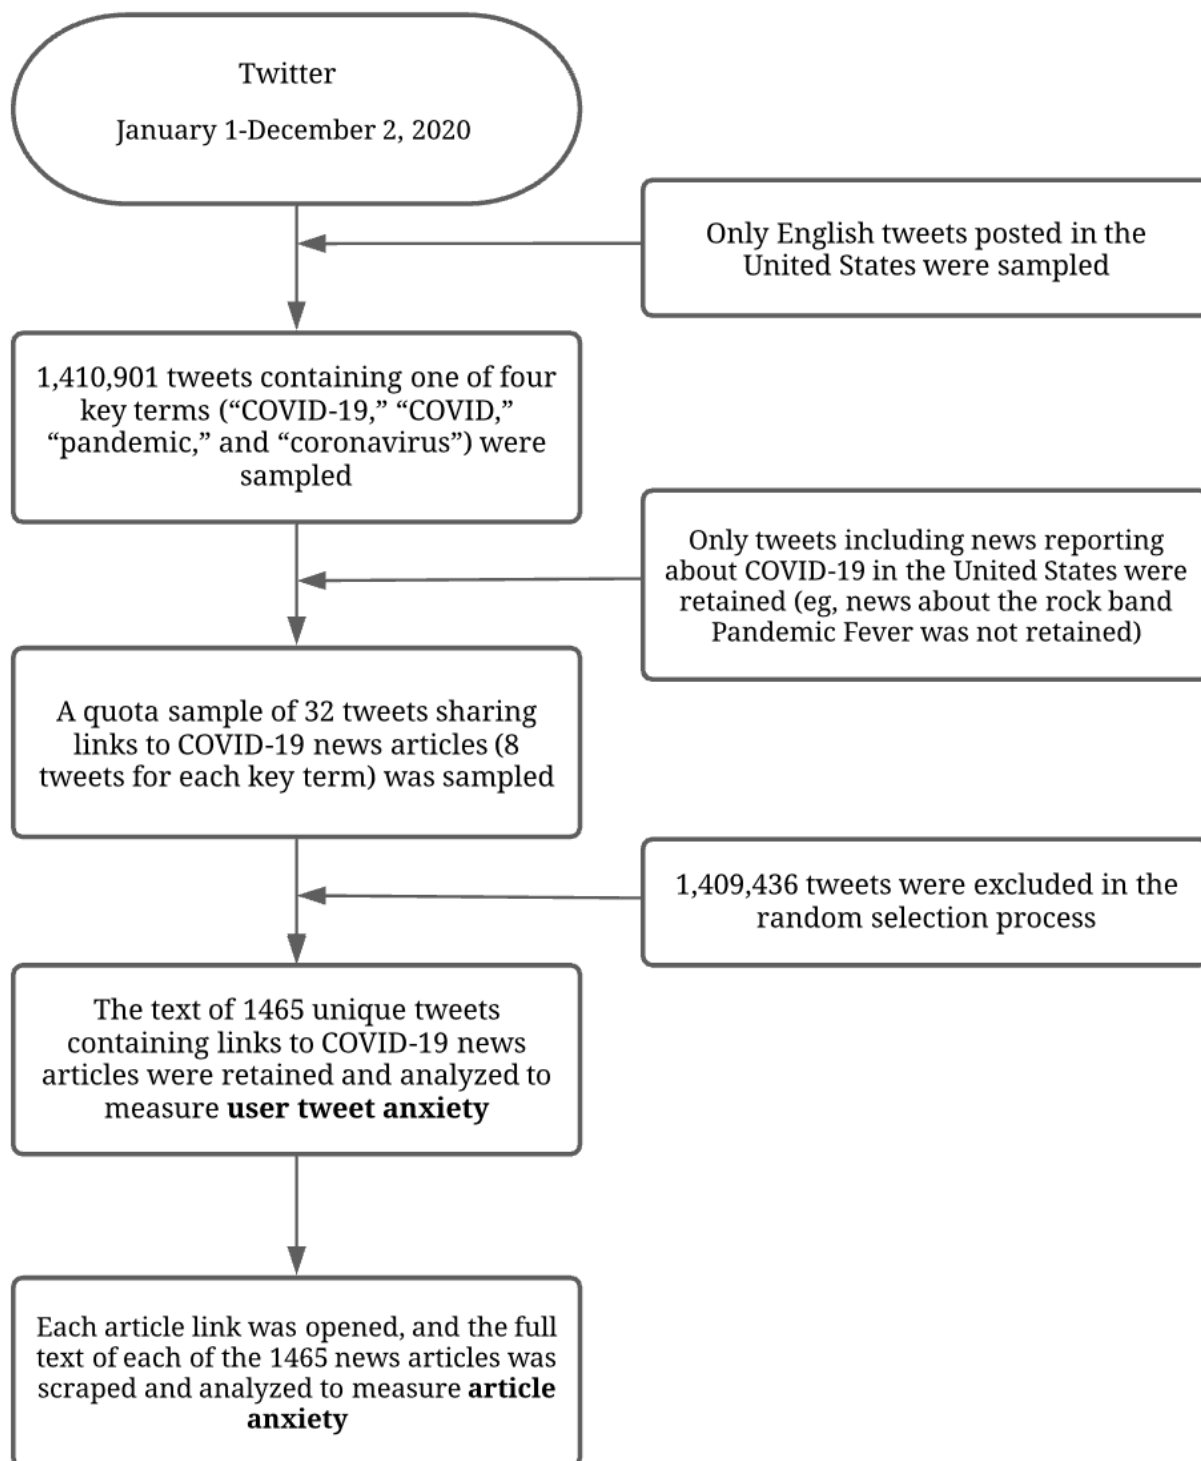 Twitter
January 1-December 2, 2020
Only English tweets posted in the
United States were sampled
1,410,901 tweets containing one of four
key terms (“COVID-19,” “COVID,”
“pandemic,” and “coronavirus”) were
sampled
Only tweets including news reporting
about COVID-19 in the United States were
retained (eg, news about the rock band
Pandemic Fever was not retained)
A quota sample of 32 tweets sharing
links to COVID-19 news articles (8
tweets for each key term) was sampled
1,409,436 tweets were excluded in the
random selection process
The text of 1465 unique tweets
containing links to COVID-19 news
articles were retained and analyzed to
measure user tweet anxiety
Each article link was opened, and the full
text of each of the 1465 news articles was
scraped and analyzed to measure article
anxiety